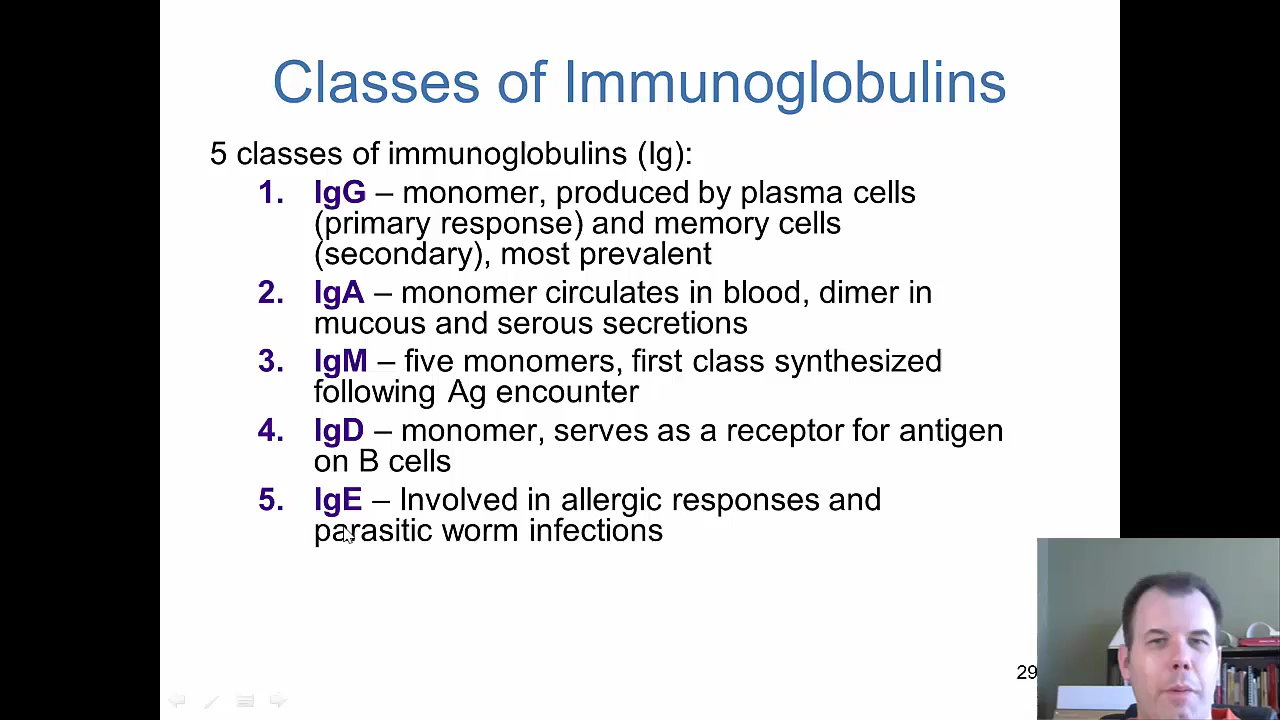 Classes of Immunoglobulins
5 classes of immunoglobulins (Ig):
1. IgG – monomer, produced by plasma cells
(primary response) and memory cells
(secondary), most prevalent
2. IgA – monomer circulates in blood, dimer in
mucous and serous secretions
3. IgM – five monomers, first class synthesized
following Ag encounter
4. IgD – monomer, serves as a receptor for antigen
on B cells
5. IgE – Involved in allergic responses and
parasitic worm infections
29